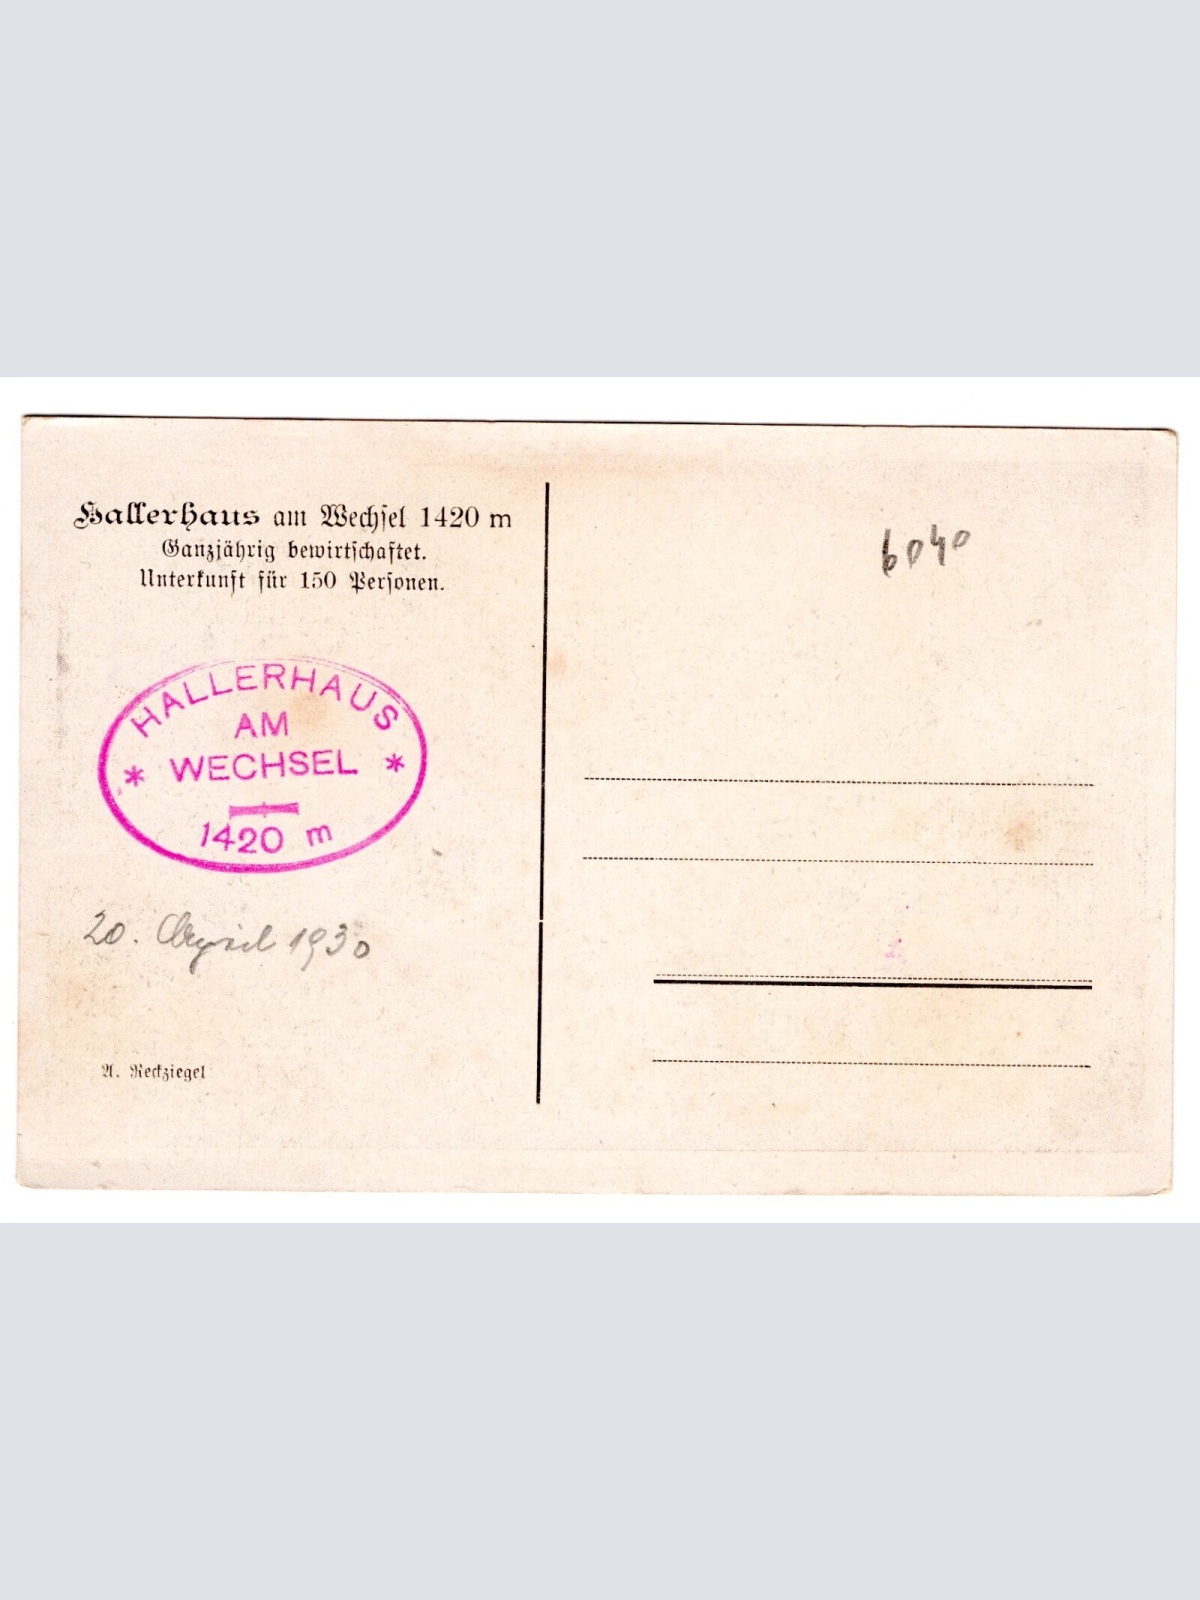 Hallerhaus am Wechsel 1420 m
Ganzjährig bewirtschaftet.
Unterkunft für 150 Personen.
HALLERHAUS
AM
* WECHSEL *
1420 m
20. April 1930
A. Reckziegel
6040